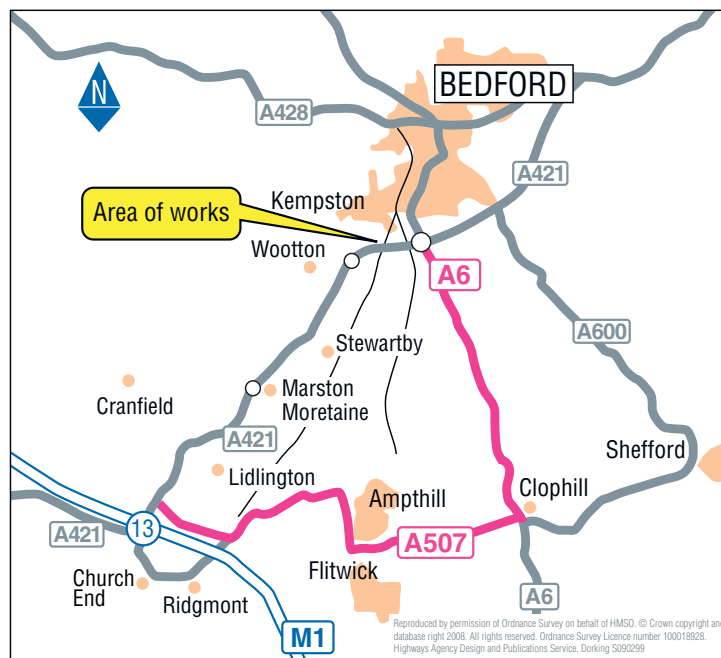 N
BEDFORD
A428
A421
Kempston
Area of works
Wootton
A6
A600
Stewartby
Cranfield
Marston
Moretaine
A421
Shefford
Lidlington
Ampthill
Clophill
13
A421
A507
Flitwick
Church
End
Ridgmont
A6
M1
Reproduced by permission of Ordnance Survey on behalf of HMSO. © Crown copyright and
database right 2008. All rights reserved. Ordnance Survey Licence number 100018928.
Highways Agency Design and Publications Service, Dorking S090299